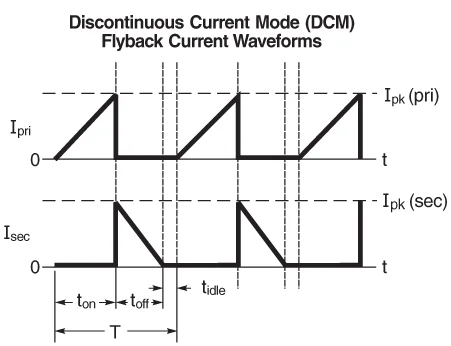 Discontinuous Current Mode (DCM)
Flyback Current Waveforms
Ipk (pri)
Ipri
0
t
Ipk (sec)
Isec
0
t
ton
toff
tidle
T